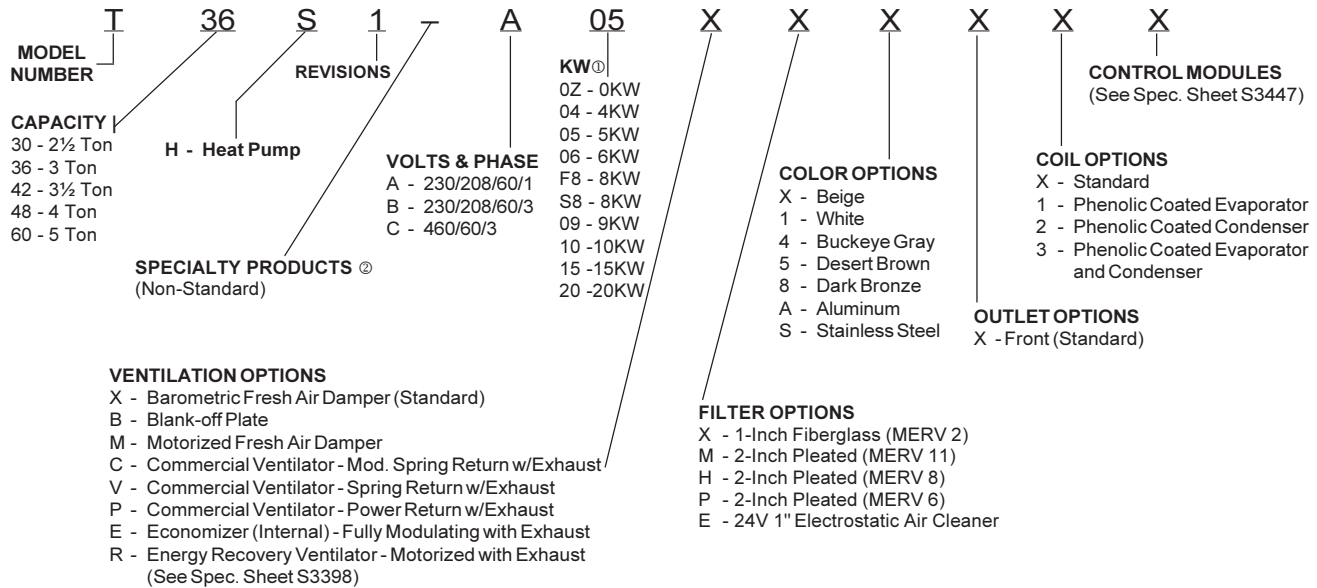 T 36 S 1 – A 05 X X X X X X
MODEL
NUMBER
CAPACITY
30 - 2½ Ton
36 - 3 Ton
42 - 3½ Ton
48 - 4 Ton
60 - 5 Ton
H - Heat Pump
REVISIONS
SPECIALTY PRODUCTS ②
(Non-Standard)
VOLTS & PHASE
A - 230/208/60/1
B - 230/208/60/3
C - 460/60/3
KW①
0Z - 0KW
04 - 4KW
05 - 5KW
06 - 6KW
F8 - 8KW
S8 - 8KW
09 - 9KW
10 -10KW
15 -15KW
20 -20KW
VENTILATION OPTIONS
X - Barometric Fresh Air Damper (Standard)
B - Blank-off Plate
M - Motorized Fresh Air Damper
C - Commercial Ventilator - Mod. Spring Return w/Exhaust
V - Commercial Ventilator - Spring Return w/Exhaust
P - Commercial Ventilator - Power Return w/Exhaust
E - Economizer (Internal) - Fully Modulating with Exhaust
R - Energy Recovery Ventilator - Motorized with Exhaust
(See Spec. Sheet S3398)
FILTER OPTIONS
X - 1-Inch Fiberglass (MERV 2)
M - 2-Inch Pleated (MERV 11)
H - 2-Inch Pleated (MERV 8)
P - 2-Inch Pleated (MERV 6)
E - 24V 1" Electrostatic Air Cleaner
COLOR OPTIONS
X - Beige
1 - White
4 - Buckeye Gray
5 - Desert Brown
8 - Dark Bronze
A - Aluminum
S - Stainless Steel
OUTLET OPTIONS
X - Front (Standard)
COIL OPTIONS
X - Standard
1 - Phenolic Coated Evaporator
2 - Phenolic Coated Condenser
3 - Phenolic Coated Evaporator
and Condenser
CONTROL MODULES
(See Spec. Sheet S3447)